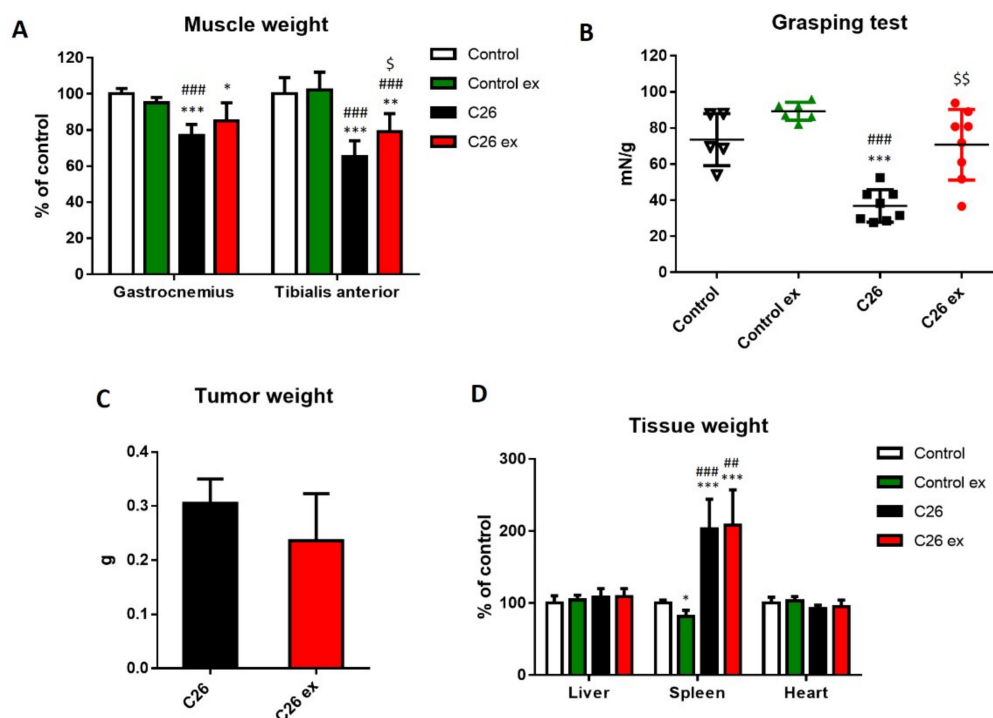 A
Muscle weight
% of control
120
100
80
60
40
20
0
###
***
*
###
***
$
###
**
Gastrocnemius
Tibialis anterior
Control
Control ex
C26
C26 ex
B
Grasping test
mN/g
120
100
80
60
40
20
0
###
***
$$
Control
Control ex
C26
C26 ex
C
Tumor weight
g
0.4
0.3
0.2
0.1
0.0
C26
C26 ex
D
Tissue weight
% of control
300
200
100
0
*
###
***
##
***
Liver
Spleen
Heart
Control
Control ex
C26
C26 ex